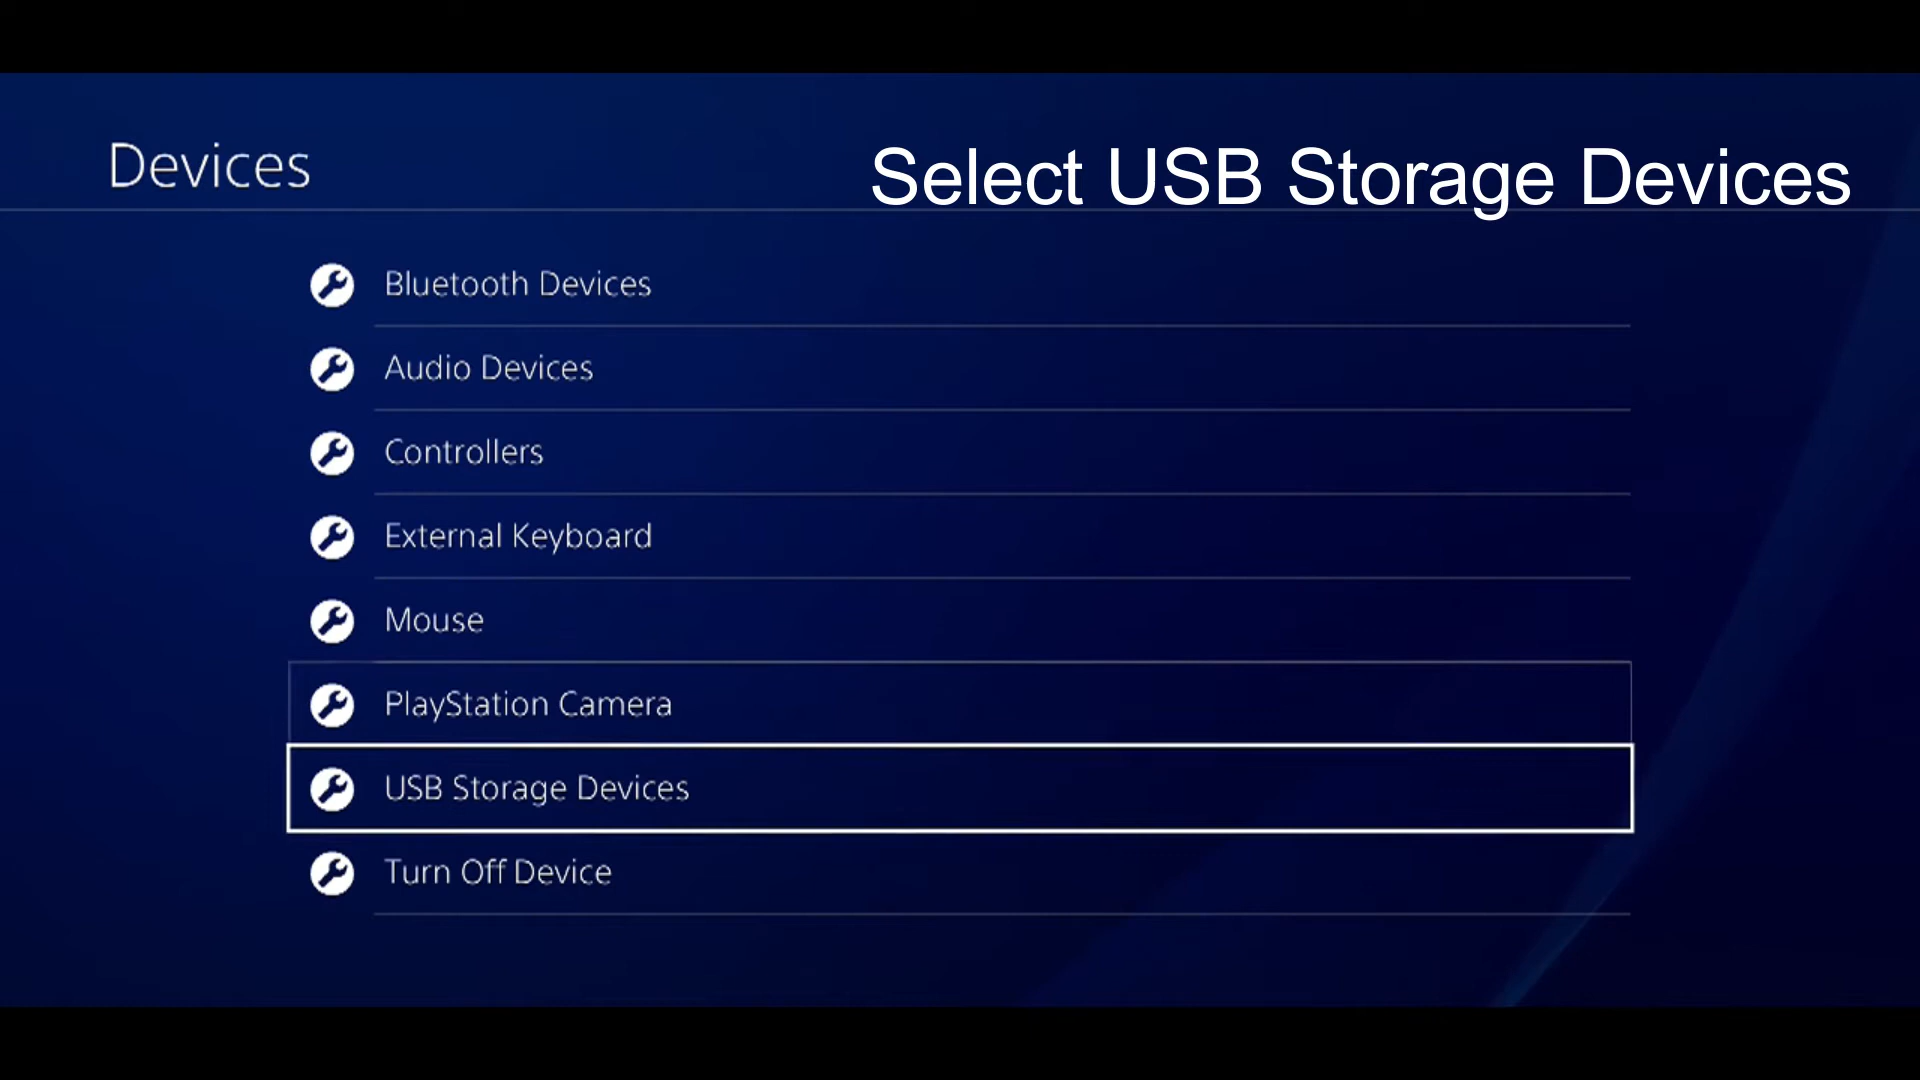 Devices
Select USB Storage Devices
Bluetooth Devices
Audio Devices
Controllers
External Keyboard
Mouse
PlayStation Camera
USB Storage Devices
Turn Off Device